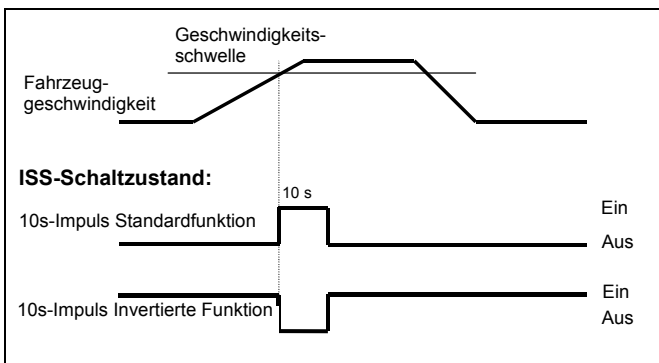 Geschwindigkeits-
schwelle
Fahrzeug-
geschwindigkeit
ISS-Schaltzustand:
10 s
10s-Impuls Standardfunktion
Ein
Aus
10s-Impuls Invertierte Funktion
Ein
Aus